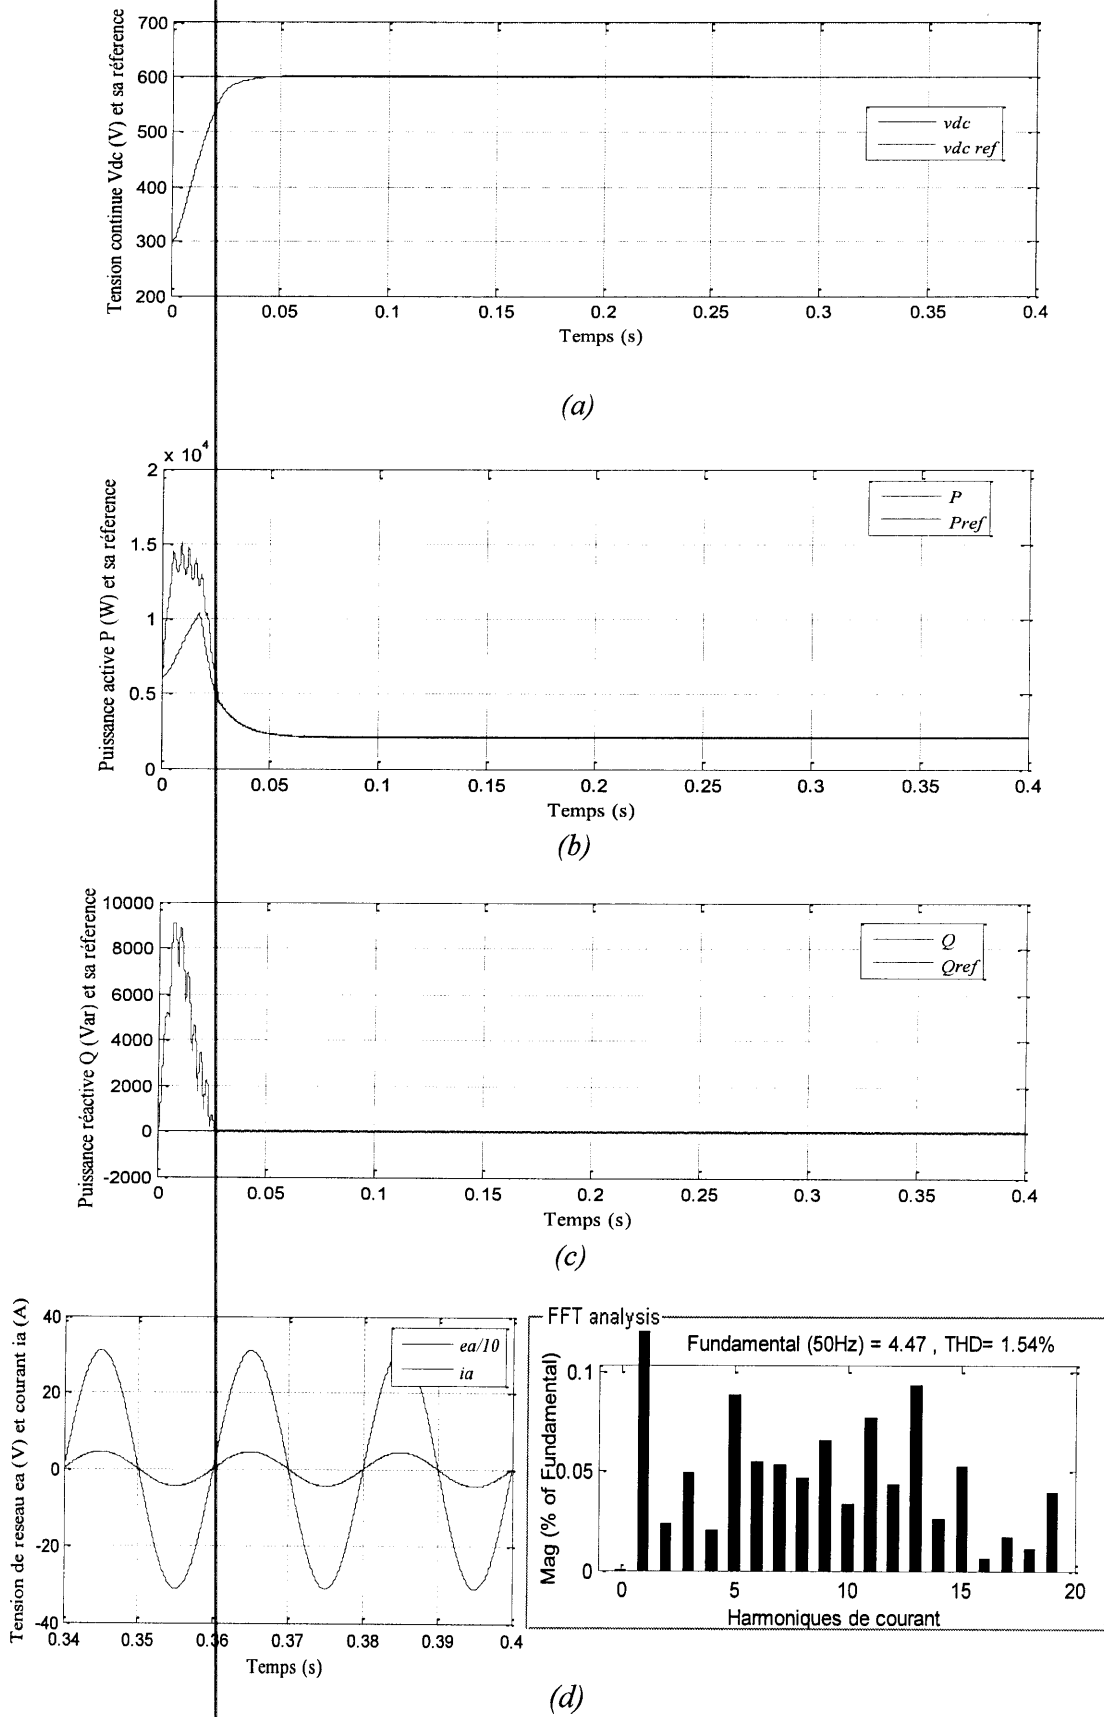 Tension continue Vdc (V) et sa réference
700
600
500
400
300
200
vdc
vdc ref
0 0.05 0.1 0.15 0.2 0.25 0.3 0.35 0.4
Temps (s)
(a)
Puissance active P (W) et sa réference
x 10⁴
2
1.5
1
0.5
0
P
Pref
0 0.05 0.1 0.15 0.2 0.25 0.3 0.35 0.4
Temps (s)
(b)
Puissance réactive Q (Var) et sa réference
10000
8000
6000
4000
2000
0
-2000
Q
Qref
0 0.05 0.1 0.15 0.2 0.25 0.3 0.35 0.4
Temps (s)
(c)
Tension de reseau ea (V) et courant ia (A)
40
20
0
-20
-40
ea/10
ia
0.34 0.35 0.36 0.37 0.38 0.39 0.4
Temps (s)
FFT analysis
Fundamental (50Hz) = 4.47 , THD= 1.54%
Mag (% of Fundamental)
0.1
0.05
0
0 5 10 15 20
Harmoniques de courant
(d)